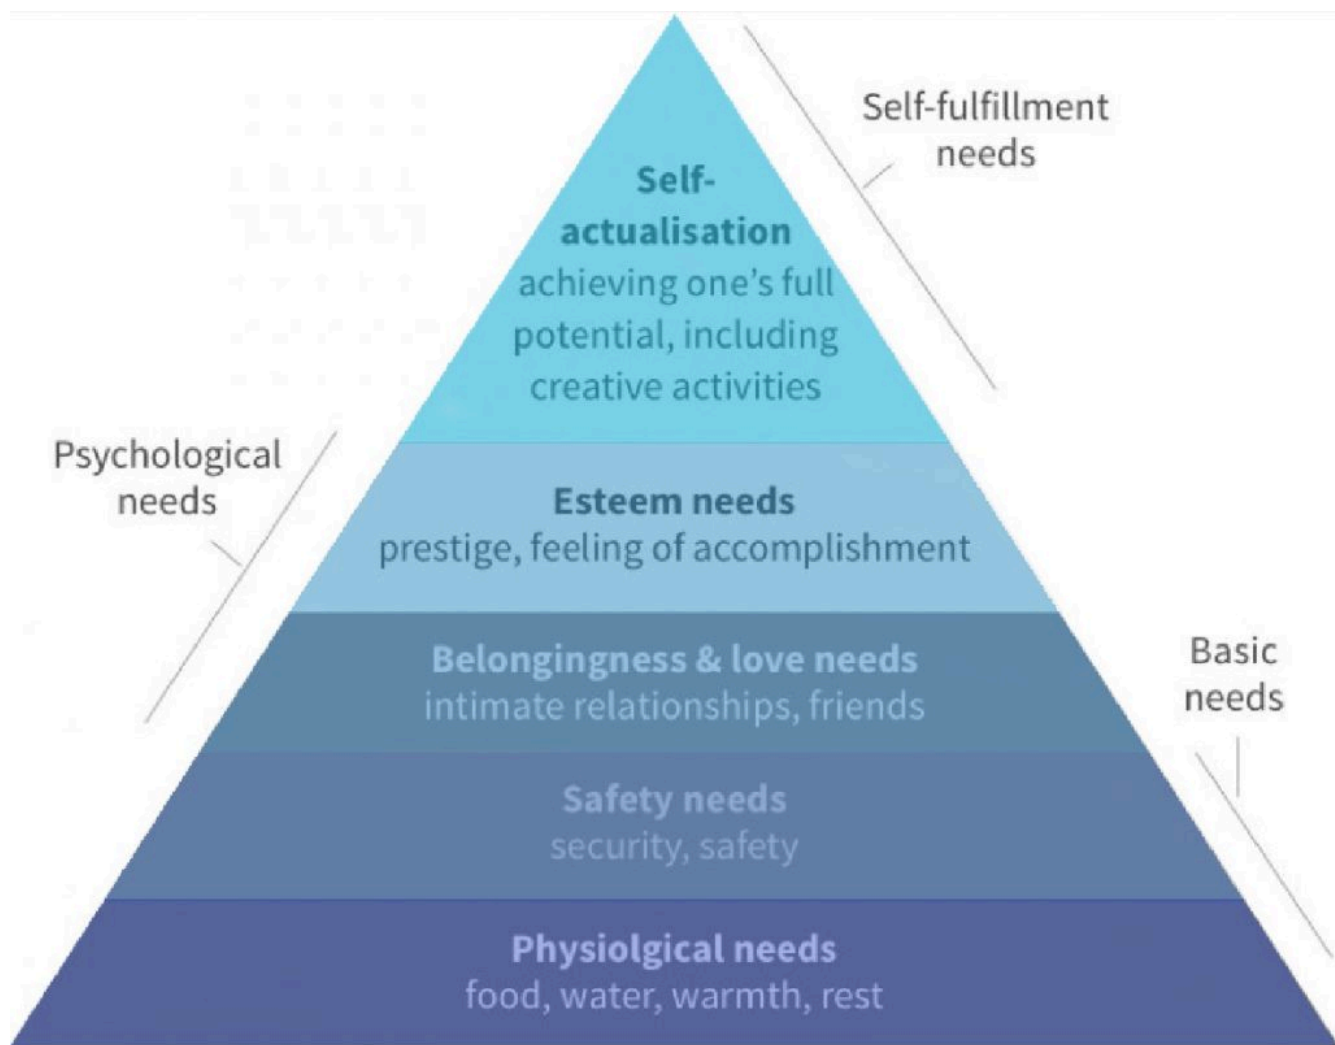 Self-fulfillment
needs
Self-
actualisation
achieving one's full
potential, including
creative activities
Psychological
needs
Esteem needs
prestige, feeling of accomplishment
Belongingness & love needs
intimate relationships, friends
Basic
needs
Safety needs
security, safety
Physiolgical needs
food, water, warmth, rest